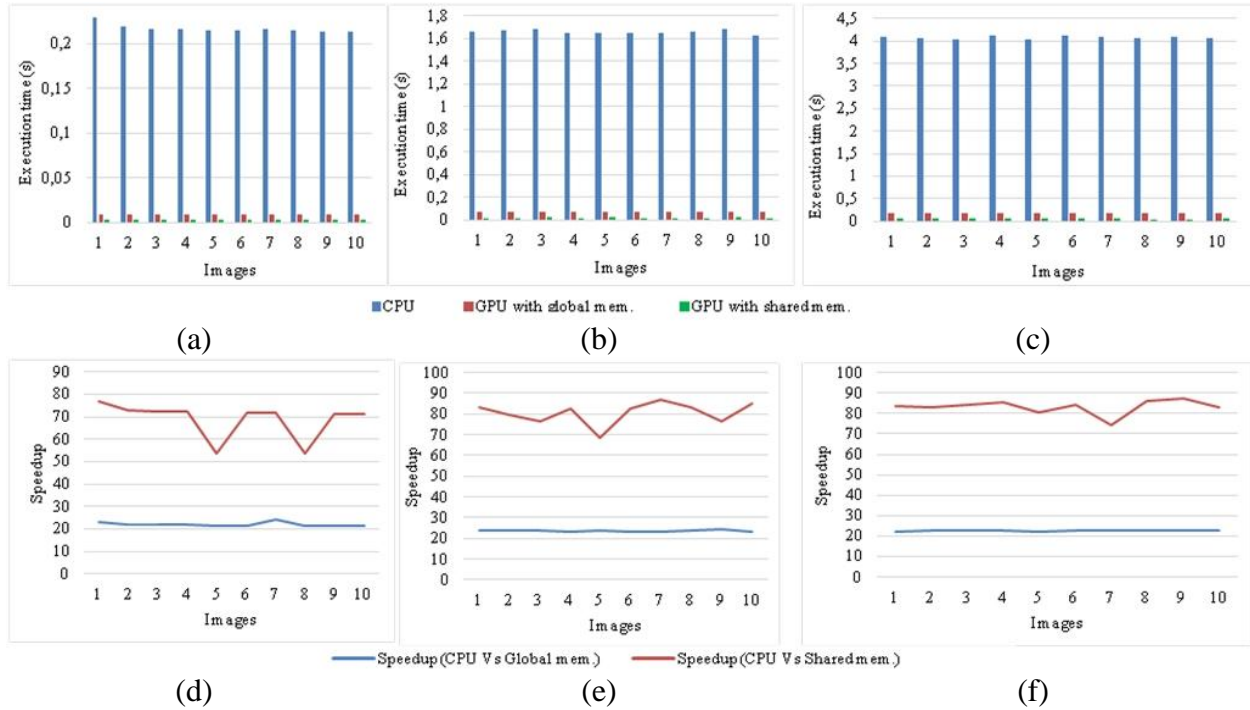 Execution time (s)
0,2
0,15
0,1
0,05
0
1 2 3 4 5 6 7 8 9 10
Images
Execution time (s)
1,8
1,6
1,4
1,2
1
0,8
0,6
0,4
0,2
0
1 2 3 4 5 6 7 8 9 10
Images
Execution time (s)
4,5
4
3,5
3
2,5
2
1,5
1
0,5
0
1 2 3 4 5 6 7 8 9 10
Images
CPU GPU with global mem. GPU with shared mem.
(a) (b) (c)
Speedup
90
80
70
60
50
40
30
20
10
0
1 2 3 4 5 6 7 8 9 10
Images
Speedup
100
90
80
70
60
50
40
30
20
10
0
1 2 3 4 5 6 7 8 9 10
Images
Speedup
100
90
80
70
60
50
40
30
20
10
0
1 2 3 4 5 6 7 8 9 10
Images
Speedup (CPU Vs Global mem.) Speedup (CPU Vs Shared mem.)
(d) (e) (f)